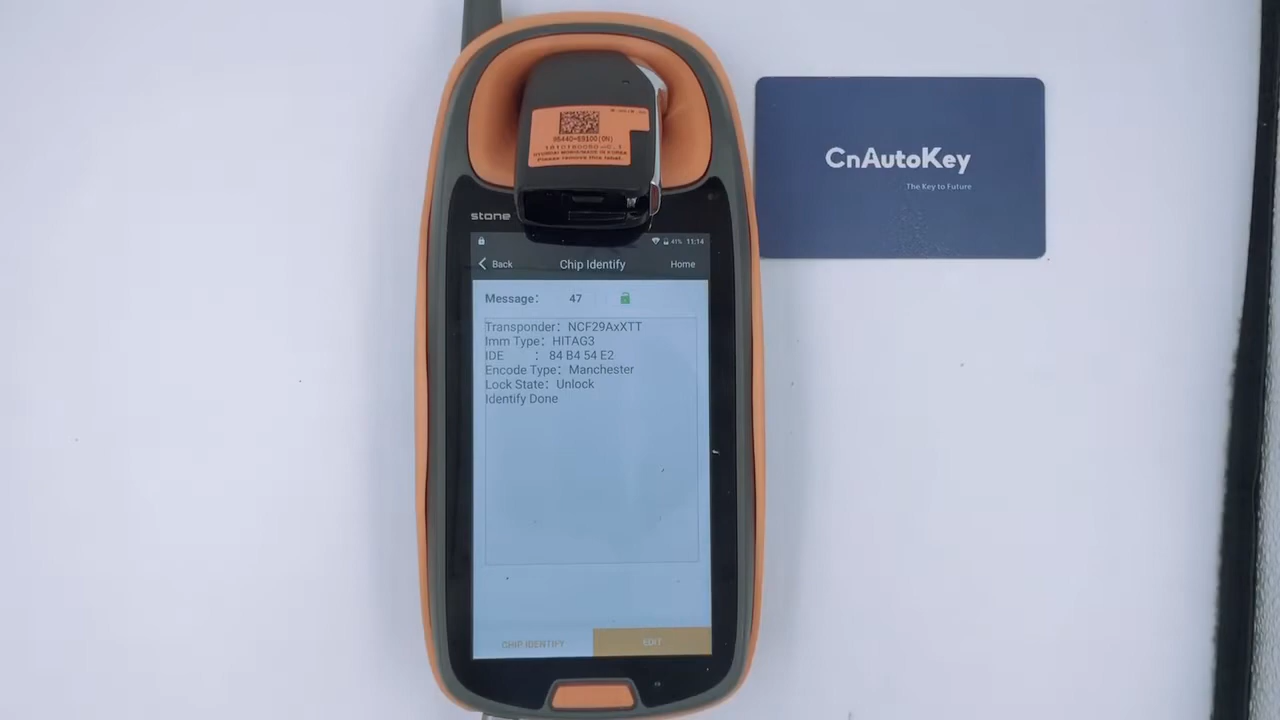 95440-S9100(ON)
Please remove this label.
CnAutoKey
The Key to Future
stone
41% 11:14
Back Chip Identify Home
Message: 47
Transponder: NCF29AxXTT
Imm Type: HITAG3
IDE : 84 B4 54 E2
Encode Type: Manchester
Lock State: Unlock
Identify Done
CHIP IDENTIFY EDIT